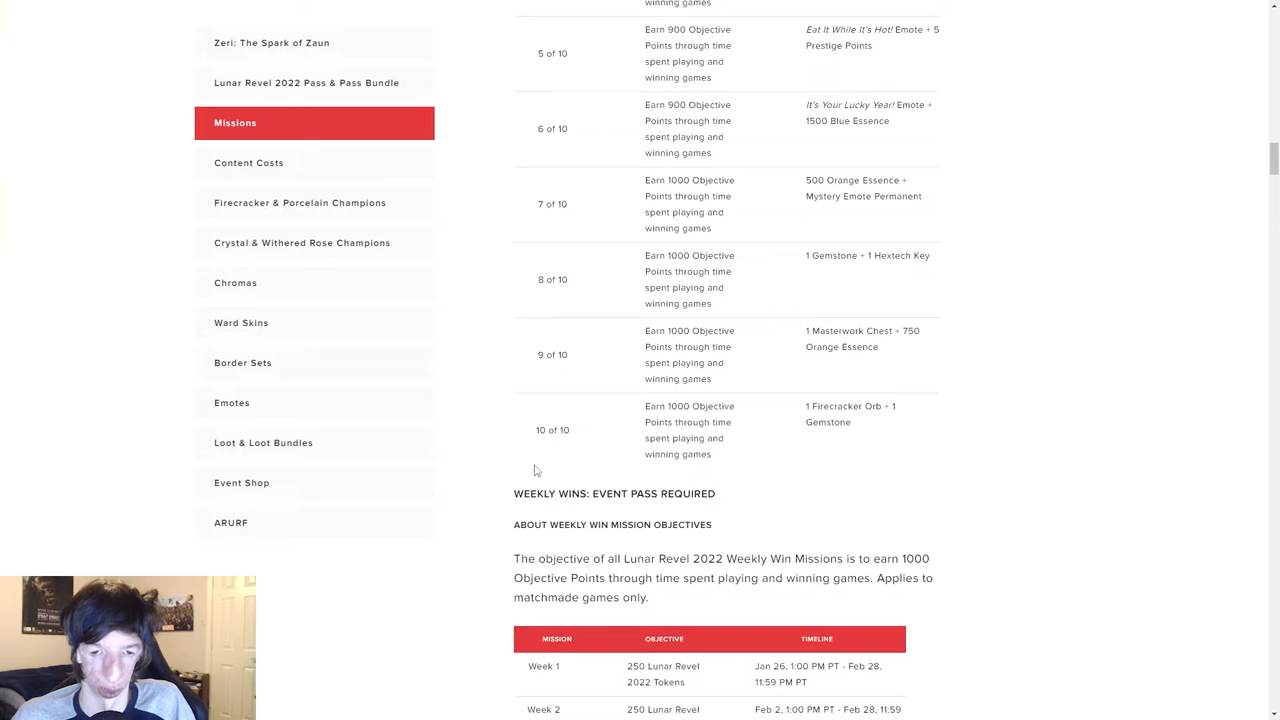 winning games
Zeri: The Spark of Zaun
Lunar Revel 2022 Pass & Pass Bundle
Missions
Content Costs
Firecracker & Porcelain Champions
Crystal & Withered Rose Champions
Chromas
Ward Skins
Border Sets
Emotes
Loot & Loot Bundles
Event Shop
ARURF
5 of 10
Earn 900 Objective
Points through time
spent playing and
winning games
Eat It While It's Hot! Emote + 5
Prestige Points
6 of 10
Earn 900 Objective
Points through time
spent playing and
winning games
It's Your Lucky Year! Emote +
1500 Blue Essence
7 of 10
Earn 1000 Objective
Points through time
spent playing and
winning games
500 Orange Essence +
Mystery Emote Permanent
8 of 10
Earn 1000 Objective
Points through time
spent playing and
winning games
1 Gemstone + 1 Hextech Key
9 of 10
Earn 1000 Objective
Points through time
spent playing and
winning games
1 Masterwork Chest + 750
Orange Essence
10 of 10
Earn 1000 Objective
Points through time
spent playing and
winning games
1 Firecracker Orb + 1
Gemstone
WEEKLY WINS: EVENT PASS REQUIRED
ABOUT WEEKLY WIN MISSION OBJECTIVES
The objective of all Lunar Revel 2022 Weekly Win Missions is to earn 1000
Objective Points through time spent playing and winning games. Applies to
matchmade games only.
MISSION OBJECTIVE TIMELINE
Week 1
250 Lunar Revel
2022 Tokens
Jan 26, 1:00 PM PT - Feb 28,
11:59 PM PT
Week 2
250 Lunar Revel
Feb 2, 1:00 PM PT - Feb 28, 11:59